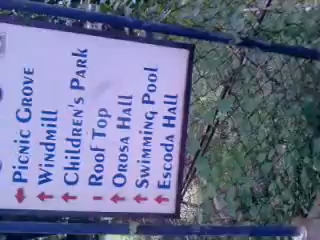 Picnic Grove
Windmill
Children's Park
Roof Top
Orosa Hall
Swimming Pool
Escoda Hall